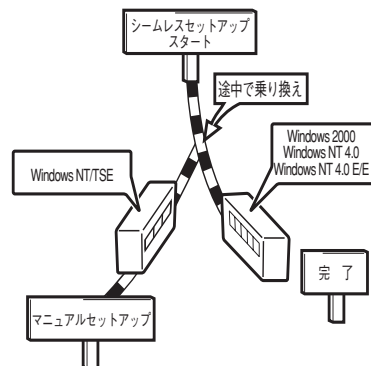 シームレスセットアップ
スタート
途中で乗り換え
Windows 2000
Windows NT 4.0
Windows NT 4.0 E/E
Windows NT/TSE
完 了
マニュアルセットアップ